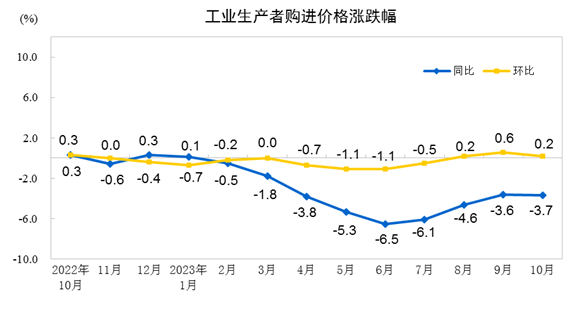 工业生产者购进价格涨跌幅
(%)
10.0
6.0
2.0
-2.0
-6.0
-10.0
同比
环比
0.3 0.0 0.3 0.1 -0.2 0.0 -0.7 -1.1 -1.1 -0.5 0.2 0.6 0.2
0.3 -0.6 -0.4 -0.7 -0.5 -1.8 -3.8 -5.3 -6.5 -6.1 -4.6 -3.6 -3.7
2022年 11月 12月 2023年 2月 3月 4月 5月 6月 7月 8月 9月 10月
10月 1月